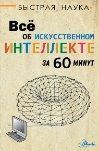 БЫСТРАЯ НАУКА
Всё
ОБ ИСКУССТВЕННОМ
ИНТЕЛЛЕКТЕ
ЗА 60 МИНУТ